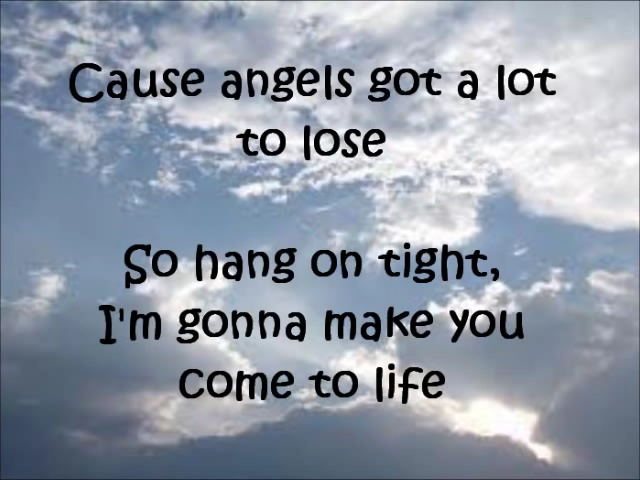 Cause angels got a lot
to lose
So hang on tight,
I'm gonna make you
come to life